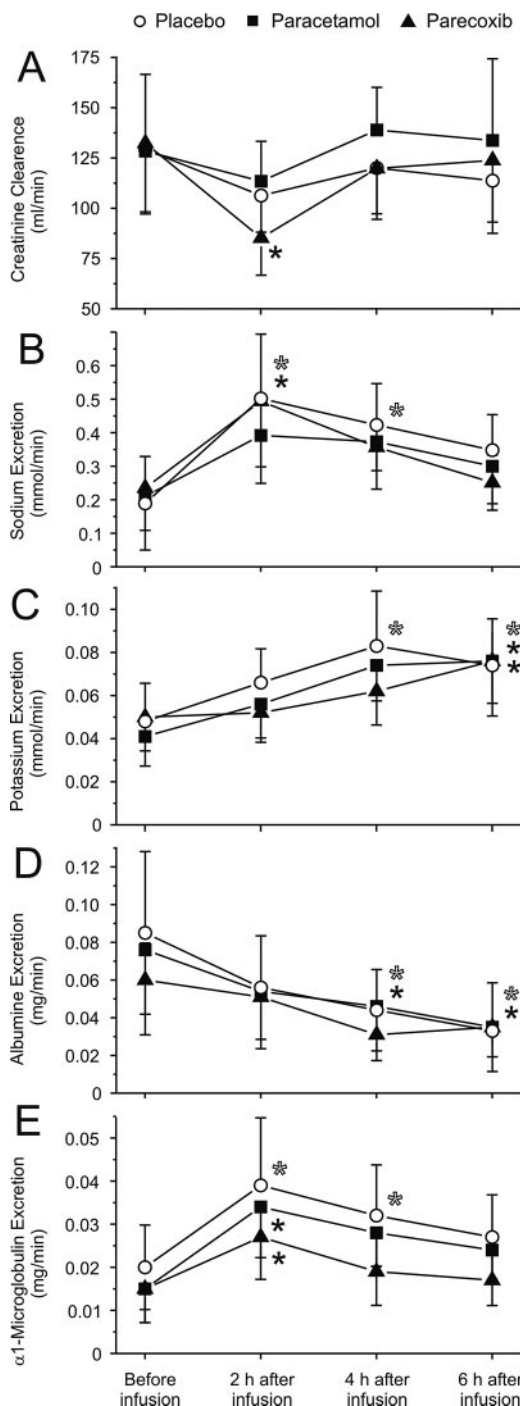 Placebo Paracetamol Parecoxib
A
Creatinine Clearence
(ml/min)
175
150
125
100
75
50
B
Sodium Excretion
(mmol/min)
0.6
0.5
0.4
0.3
0.2
0.1
0
*
*
*
*
C
Potassium Excretion
(mmol/min)
0.10
0.08
0.06
0.04
0.02
0
*
*
*
*
D
Albumine Excretion
(mg/min)
0.12
0.10
0.08
0.06
0.04
0.02
0
*
*
*
*
E
α1-Microglobulin Excretion
(mg/min)
0.05
0.04
0.03
0.02
0.01
0
*
*
*
*
Before
infusion
2 h after
infusion
4 h after
infusion
6 h after
infusion